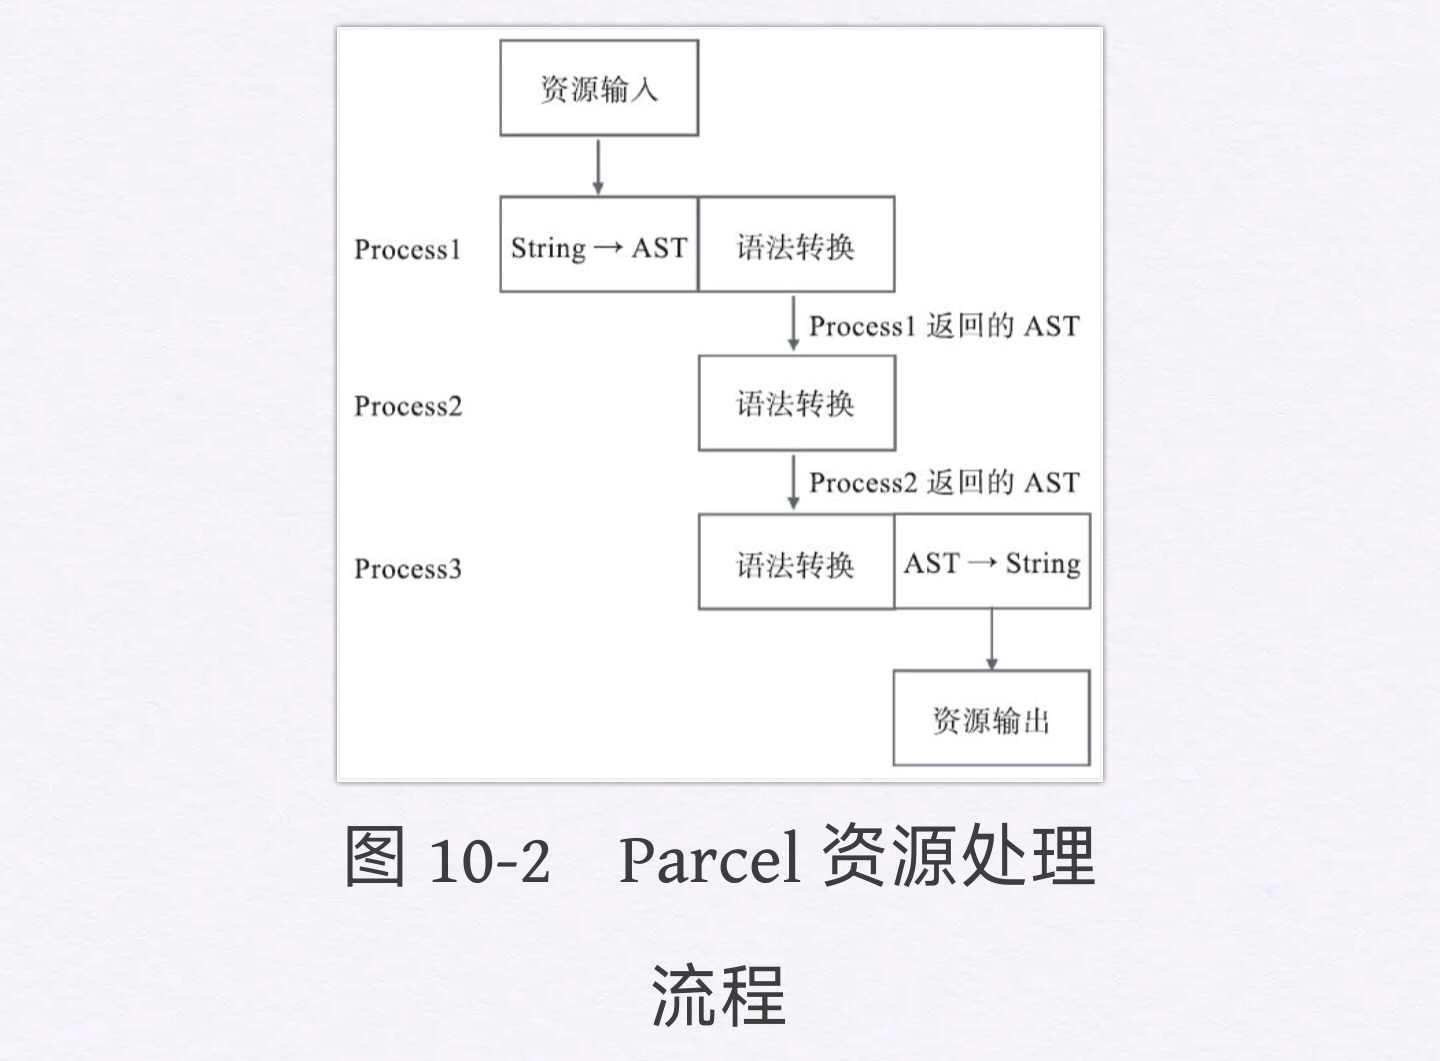 资源输入
Process1 String → AST 语法转换
Process1 返回的 AST
Process2 语法转换
Process2 返回的 AST
Process3 语法转换 AST → String
资源输出
图 10-2 Parcel 资源处理
流程